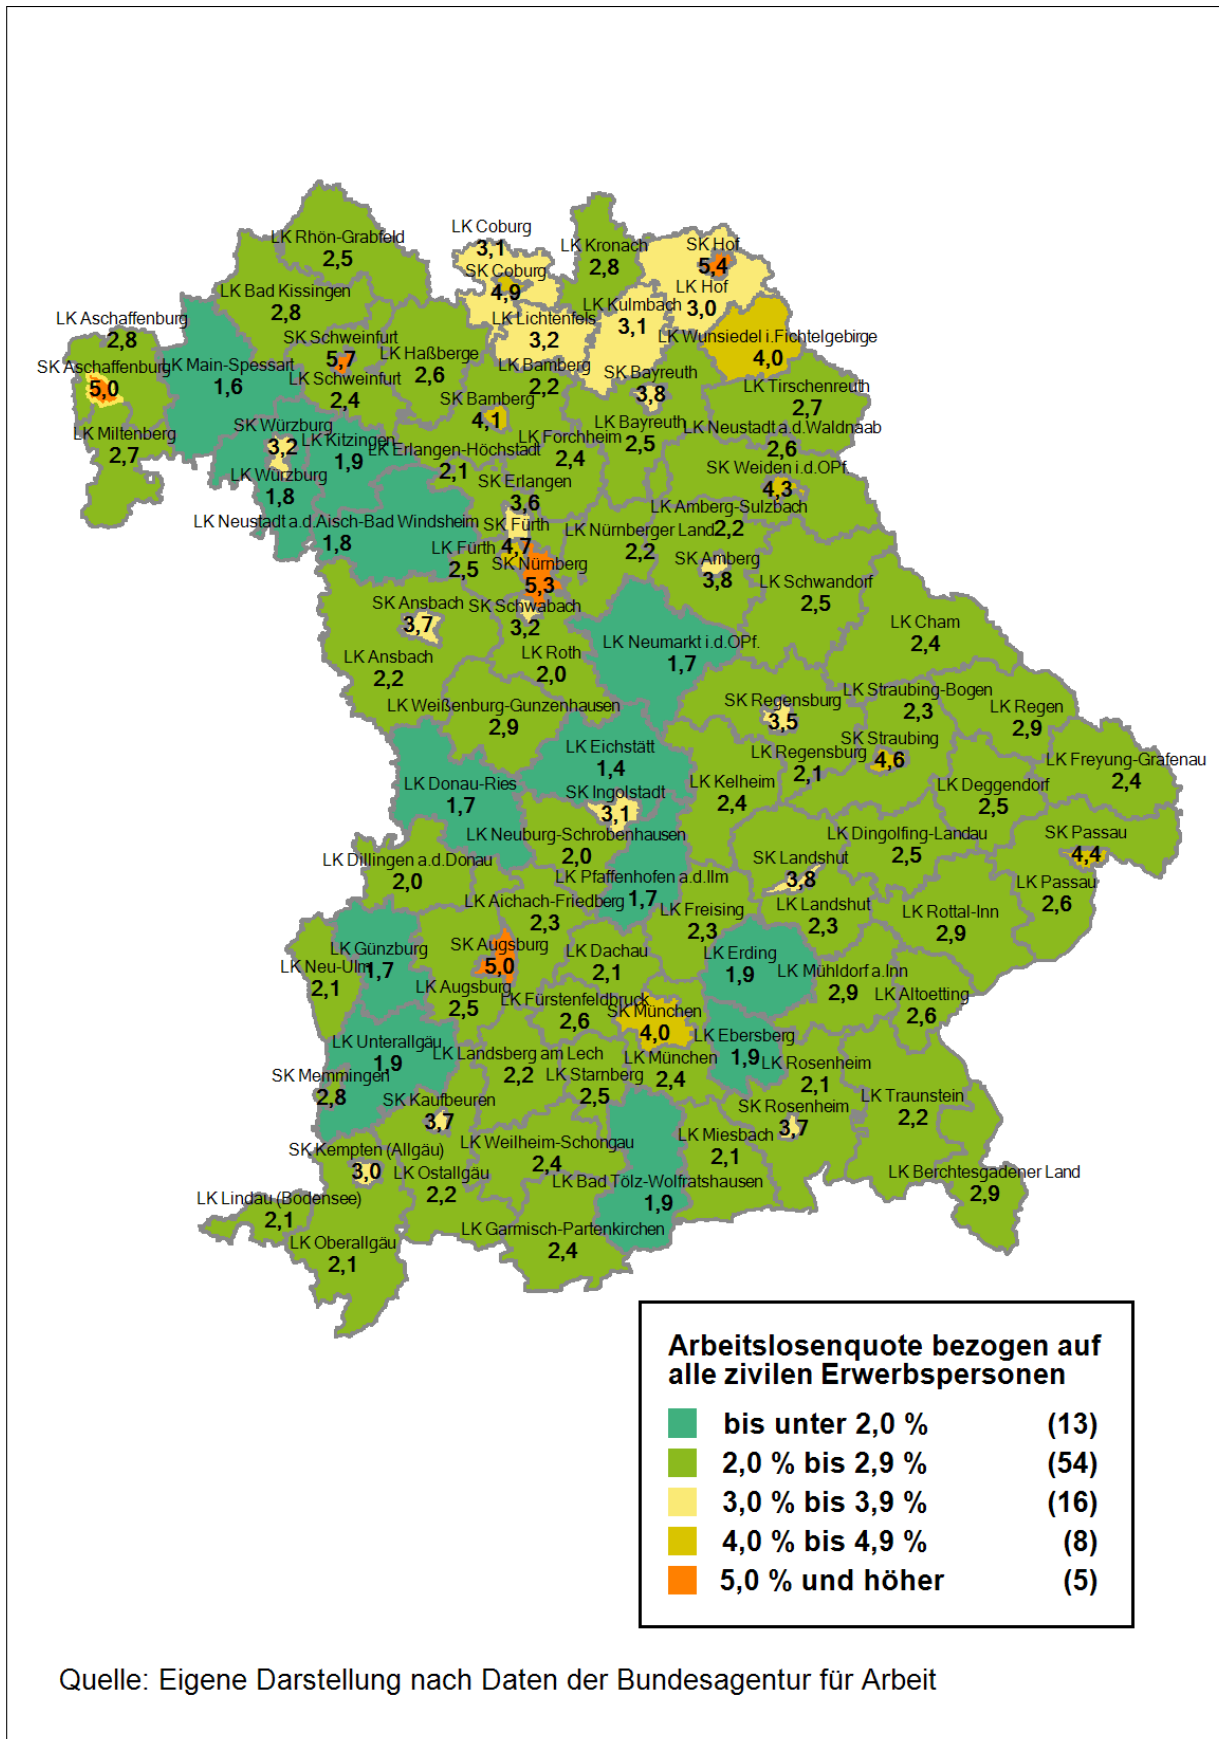 LK Rhön-Grabfeld
2,5
LK Coburg
3,1
SK Coburg
4,9
LK Kronach
2,8
SK Hof
5,4
LK Hof
3,0
LK Bad Kissingen
2,8
LK Lichtenfels
3,2
LK Kulmbach
3,1
LK Wunsiedel i.Fichtelgebirge
4,0
LK Aschaffenburg
2,8
SK Aschaffenburg
5,0
LK Main-Spessart
1,6
SK Schweinfurt
5,7
LK Schweinfurt
2,4
LK Haßberge
2,6
LK Bamberg
2,2
SK Bamberg
4,1
SK Bayreuth
3,8
LK Tirschenreuth
2,7
LK Miltenberg
2,7
SK Würzburg
3,2
LK Kitzingen
1,9
LK Würzburg
1,8
LK Erlangen-Höchstadt
2,1
LK Forchheim
2,4
LK Bayreuth
2,5
LK Neustadt a.d.Waldnaab
2,6
SK Weiden i.d.OPf.
4,3
SK Erlangen
3,6
LK Neustadt a.d.Aisch-Bad Windsheim
1,8
SK Fürth
4,7
LK Fürth
2,5
SK Nürnberg
5,3
LK Nürnberger Land
2,2
LK Amberg-Sulzbach
2,2
SK Amberg
3,8
LK Schwandorf
2,5
SK Ansbach
3,7
SK Schwabach
3,2
LK Ansbach
2,2
LK Roth
2,0
LK Neumarkt i.d.OPf.
1,7
LK Cham
2,4
LK Weißenburg-Gunzenhausen
2,9
SK Regensburg
3,5
LK Straubing-Bogen
2,3
LK Regen
2,9
LK Eichstätt
1,4
LK Regensburg
2,1
SK Straubing
4,6
LK Freyung-Grafenau
2,4
LK Donau-Ries
1,7
SK Ingolstadt
3,1
LK Kelheim
2,4
LK Deggendorf
2,5
LK Neuburg-Schrobenhausen
2,0
LK Dingolfing-Landau
2,5
SK Passau
4,4
LK Dillingen a.d.Donau
2,0
LK Pfaffenhofen a.d.Ilm
1,7
SK Landshut
3,8
LK Passau
2,6
LK Aichach-Friedberg
2,3
LK Freising
2,3
LK Landshut
2,3
LK Rottal-Inn
2,9
LK Günzburg
1,7
LK Neu-Ulm
2,1
SK Augsburg
5,0
LK Dachau
2,1
LK Erding
1,9
LK Mühldorf a.Inn
2,9
LK Augsburg
2,5
LK Fürstenfeldbruck
2,6
SK München
4,0
LK Altoetting
2,6
LK Unterallgäu
1,9
LK Landsberg am Lech
2,2
LK München
2,4
LK Ebersberg
1,9
LK Rosenheim
2,1
SK Memmingen
2,8
LK Starnberg
2,5
SK Kaufbeuren
3,7
SK Rosenheim
3,7
LK Traunstein
2,2
SK Kempten (Allgäu)
3,0
LK Weilheim-Schongau
2,4
LK Miesbach
2,1
LK Ostallgäu
2,2
LK Bad Tölz-Wolfratshausen
1,9
LK Berchtesgadener Land
2,9
LK Lindau (Bodensee)
2,1
LK Oberallgäu
2,1
LK Garmisch-Partenkirchen
2,4
Arbeitslosenquote bezogen auf
alle zivilen Erwerbspersonen
bis unter 2,0 % (13)
2,0 % bis 2,9 % (54)
3,0 % bis 3,9 % (16)
4,0 % bis 4,9 % (8)
5,0 % und höher (5)
Quelle: Eigene Darstellung nach Daten der Bundesagentur für Arbeit